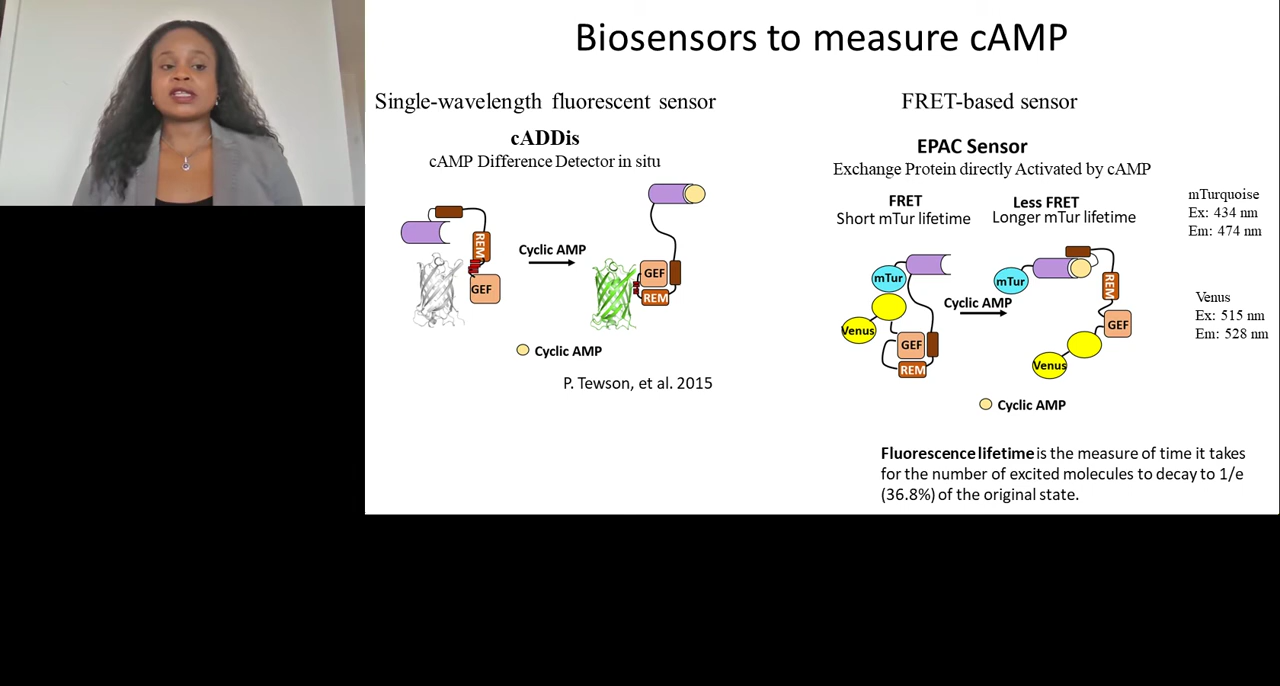 Biosensors to measure cAMP
Single-wavelength fluorescent sensor
cADDis
cAMP Difference Detector in situ
REM
GEF
Cyclic AMP
GEF
REM
Cyclic AMP
P. Tewson, et al. 2015
FRET-based sensor
EPAC Sensor
Exchange Protein directly Activated by cAMP
FRET
Short mTur lifetime
Less FRET
Longer mTur lifetime
mTurquoise
Ex: 434 nm
Em: 474 nm
mTur
Venus
GEF
REM
Cyclic AMP
mTur
REM
GEF
Venus
Venus
Ex: 515 nm
Em: 528 nm
Cyclic AMP
Fluorescence lifetime is the measure of time it takes
for the number of excited molecules to decay to 1/e
(36.8%) of the original state.